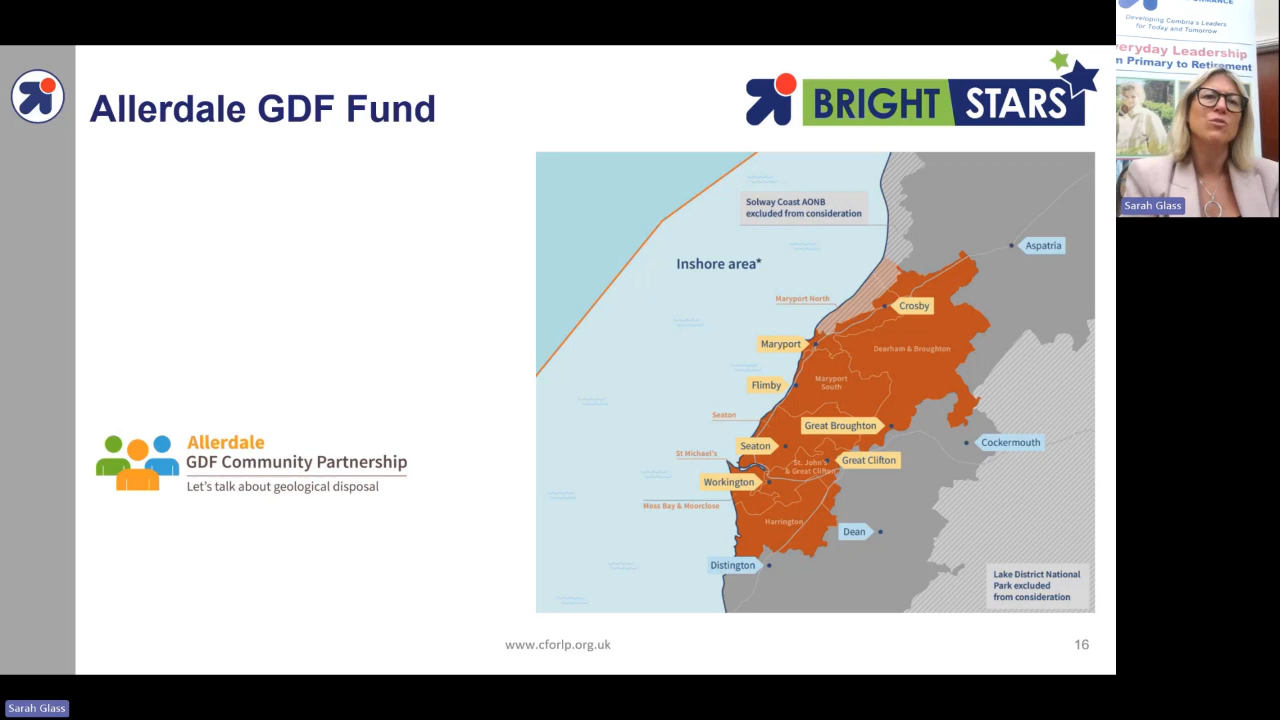 Allerdale GDF Fund
BRIGHT STARS
Solway Coast AONB
excluded from consideration
Inshore area*
Aspatria
Maryport North
Crosby
Maryport
Dearham & Broughton
Flimby
Maryport
South
Seaton
Great Broughton
Seaton
Cockermouth
St Michael's
St. John's
& Great Clifton
Great Clifton
Workington
Moss Bay & Moorclose
Harrington
Dean
Distington
Lake District National
Park excluded
from consideration
Allerdale
GDF Community Partnership
Let's talk about geological disposal
www.cforlp.org.uk
16
Developing Cumbria's Leaders
for Today and Tomorrow
Leadership
Primary to Retirement
Sarah Glass
Sarah Glass